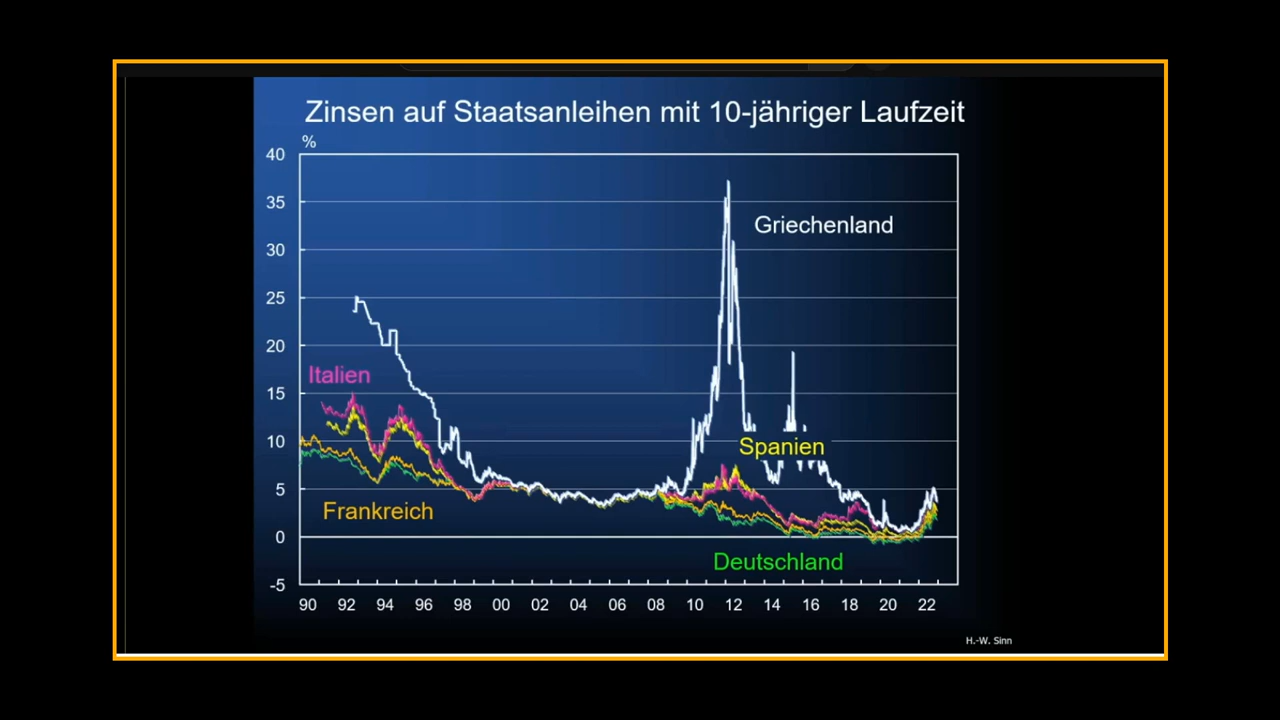 Zinsen auf Staatsanleihen mit 10-jähriger Laufzeit
%
40
35
30
25
20
15
10
5
0
-5
Griechenland
Italien
Spanien
Frankreich
Deutschland
90 92 94 96 98 00 02 04 06 08 10 12 14 16 18 20 22
H.-W. Sinn